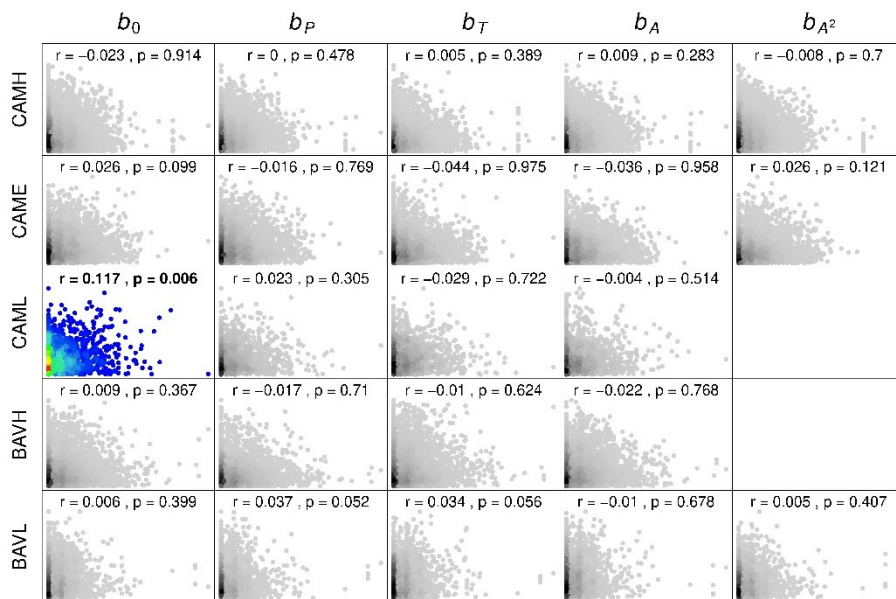 b0 bP bT bA bA²
CAMH
r = −0.023 , p = 0.914 r = 0 , p = 0.478 r = 0.005 , p = 0.389 r = 0.009 , p = 0.283 r = −0.008 , p = 0.7
CAME
r = 0.026 , p = 0.099 r = −0.016 , p = 0.769 r = −0.044 , p = 0.975 r = −0.036 , p = 0.958 r = 0.026 , p = 0.121
CAML
r = 0.117 , p = 0.006 r = 0.023 , p = 0.305 r = −0.029 , p = 0.722 r = −0.004 , p = 0.514
BAVH
r = 0.009 , p = 0.367 r = −0.017 , p = 0.71 r = −0.01 , p = 0.624 r = −0.022 , p = 0.768
BAVL
r = 0.006 , p = 0.399 r = 0.037 , p = 0.052 r = 0.034 , p = 0.056 r = −0.01 , p = 0.678 r = 0.005 , p = 0.407